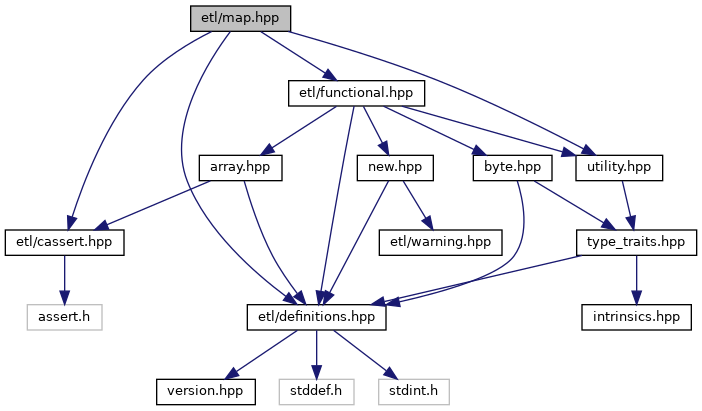 etl/map.hpp
etl/functional.hpp
array.hpp
new.hpp
byte.hpp
utility.hpp
etl/cassert.hpp
etl/warning.hpp
type_traits.hpp
assert.h
etl/definitions.hpp
intrinsics.hpp
version.hpp
stddef.h
stdint.h